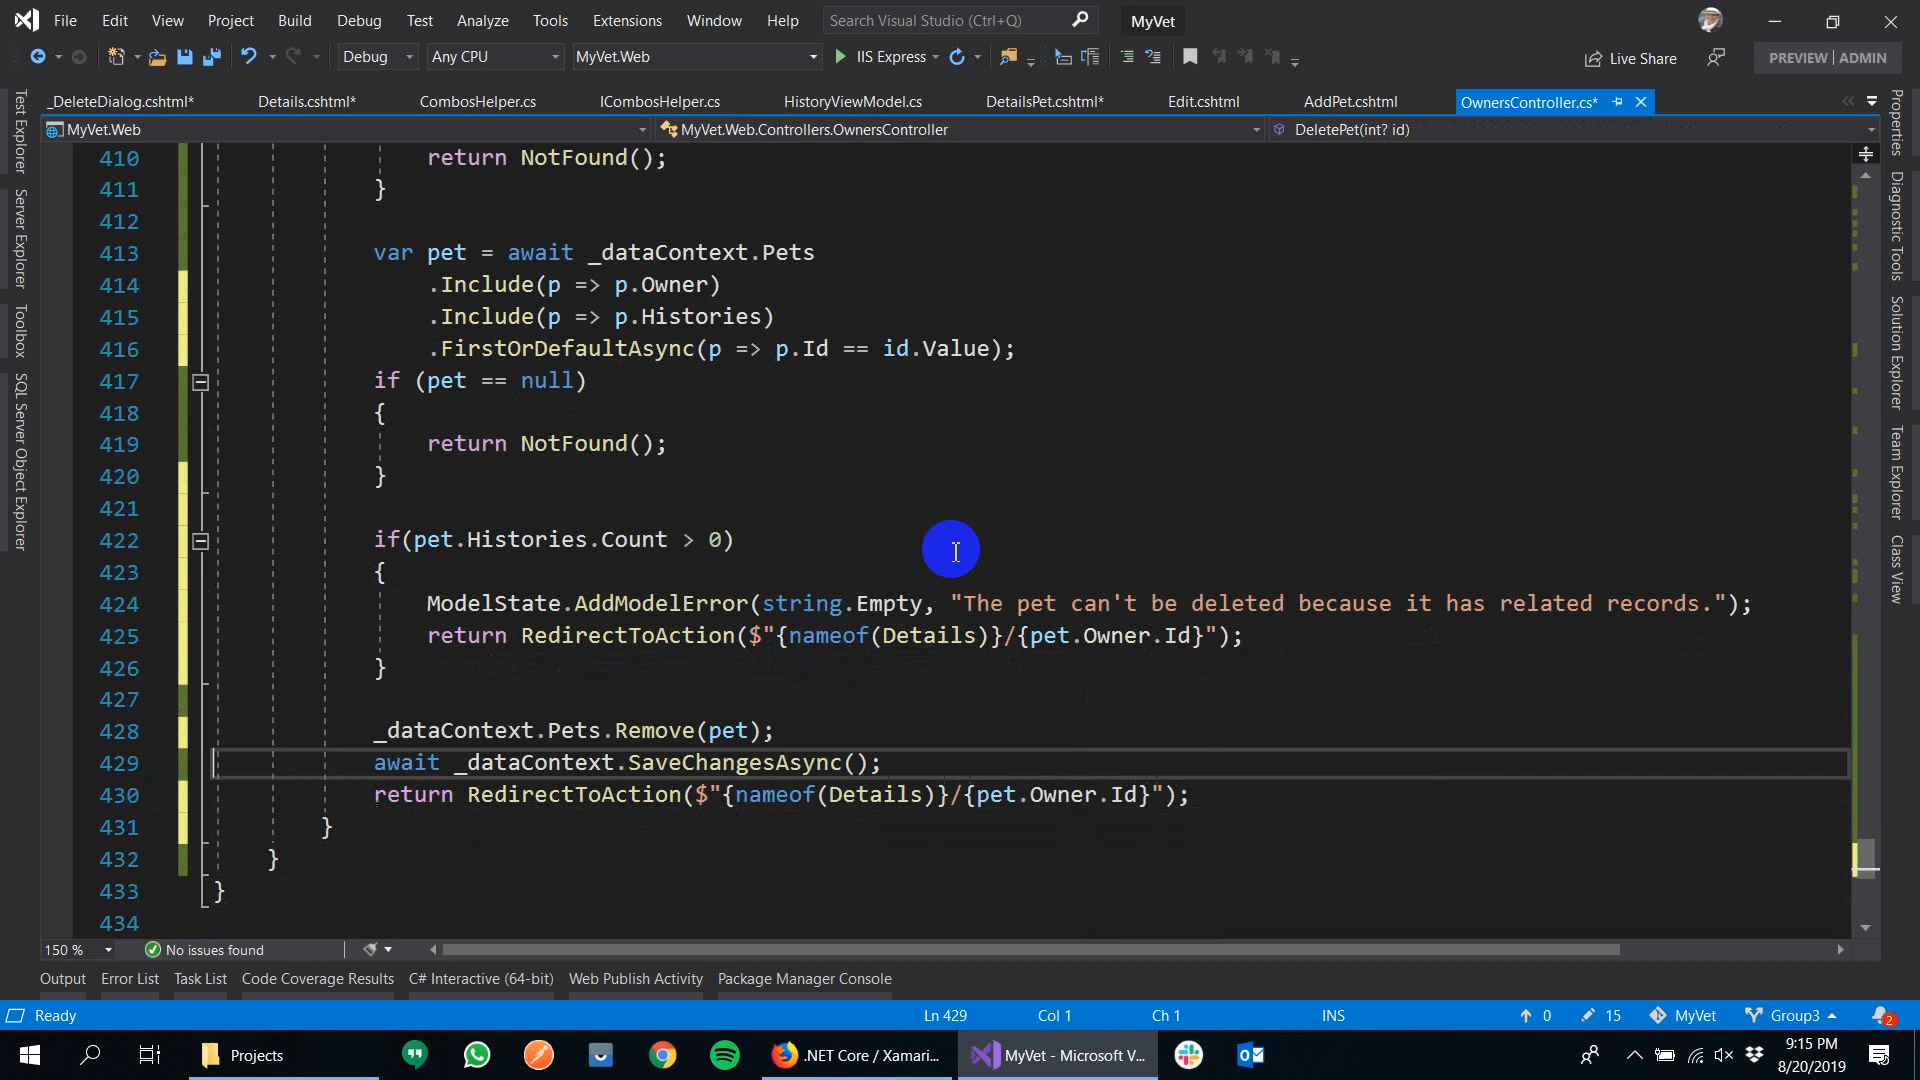 File Edit View Project Build Debug Test Analyze Tools Extensions Window Help Search Visual Studio (Ctrl+Q) MyVet
Debug Any CPU MyVet.Web IIS Express Live Share PREVIEW ADMIN
_DeleteDialog.cshtml* Details.cshtml* CombosHelper.cs ICombosHelper.cs HistoryViewModel.cs DetailsPet.cshtml* Edit.cshtml AddPet.cshtml OwnersController.cs*
MyVet.Web MyVet.Web.Controllers.OwnersController DeletePet(int? id)
Test Explorer
Server Explorer
Toolbox
SQL Server Object Explorer
410 return NotFound();
411 }
412
413 var pet = await _dataContext.Pets
414 .Include(p => p.Owner)
415 .Include(p => p.Histories)
416 .FirstOrDefaultAsync(p => p.Id == id.Value);
417 if (pet == null)
418 {
419 return NotFound();
420 }
421
422 if(pet.Histories.Count > 0)
423 {
424 ModelState.AddModelError(string.Empty, "The pet can't be deleted because it has related records.");
425 return RedirectToAction($"{nameof(Details)}/{pet.Owner.Id}");
426 }
427
428 _dataContext.Pets.Remove(pet);
429 await _dataContext.SaveChangesAsync();
430 return RedirectToAction($"{nameof(Details)}/{pet.Owner.Id}");
431 }
432 }
433 }
434
Properties
Diagnostic Tools
Solution Explorer
Team Explorer
Class View
150 % No issues found
Output Error List Task List Code Coverage Results C# Interactive (64-bit) Web Publish Activity Package Manager Console
Ready Ln 429 Col 1 Ch 1 INS 0 15 MyVet Group3 2
Projects .NET Core / Xamari... MyVet - Microsoft V... 9:15 PM
8/20/2019